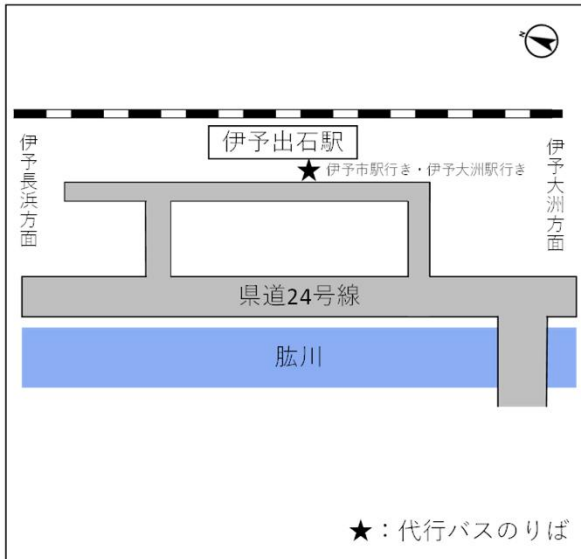 N
伊予出石駅
伊予長浜方面
伊予大洲方面
★ 伊予市駅行き・伊予大洲駅行き
県道24号線
肱川
★：代行バスのりば